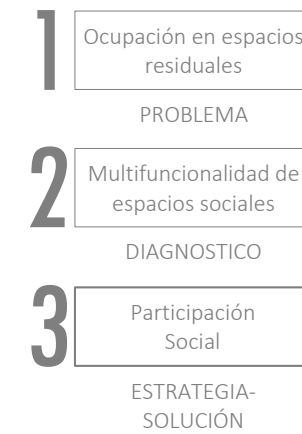 1
Ocupación en espacios
residuales
PROBLEMA
2
Multifuncionalidad de
espacios sociales
DIAGNOSTICO
3
Participación
Social
ESTRATEGIA-
SOLUCIÓN